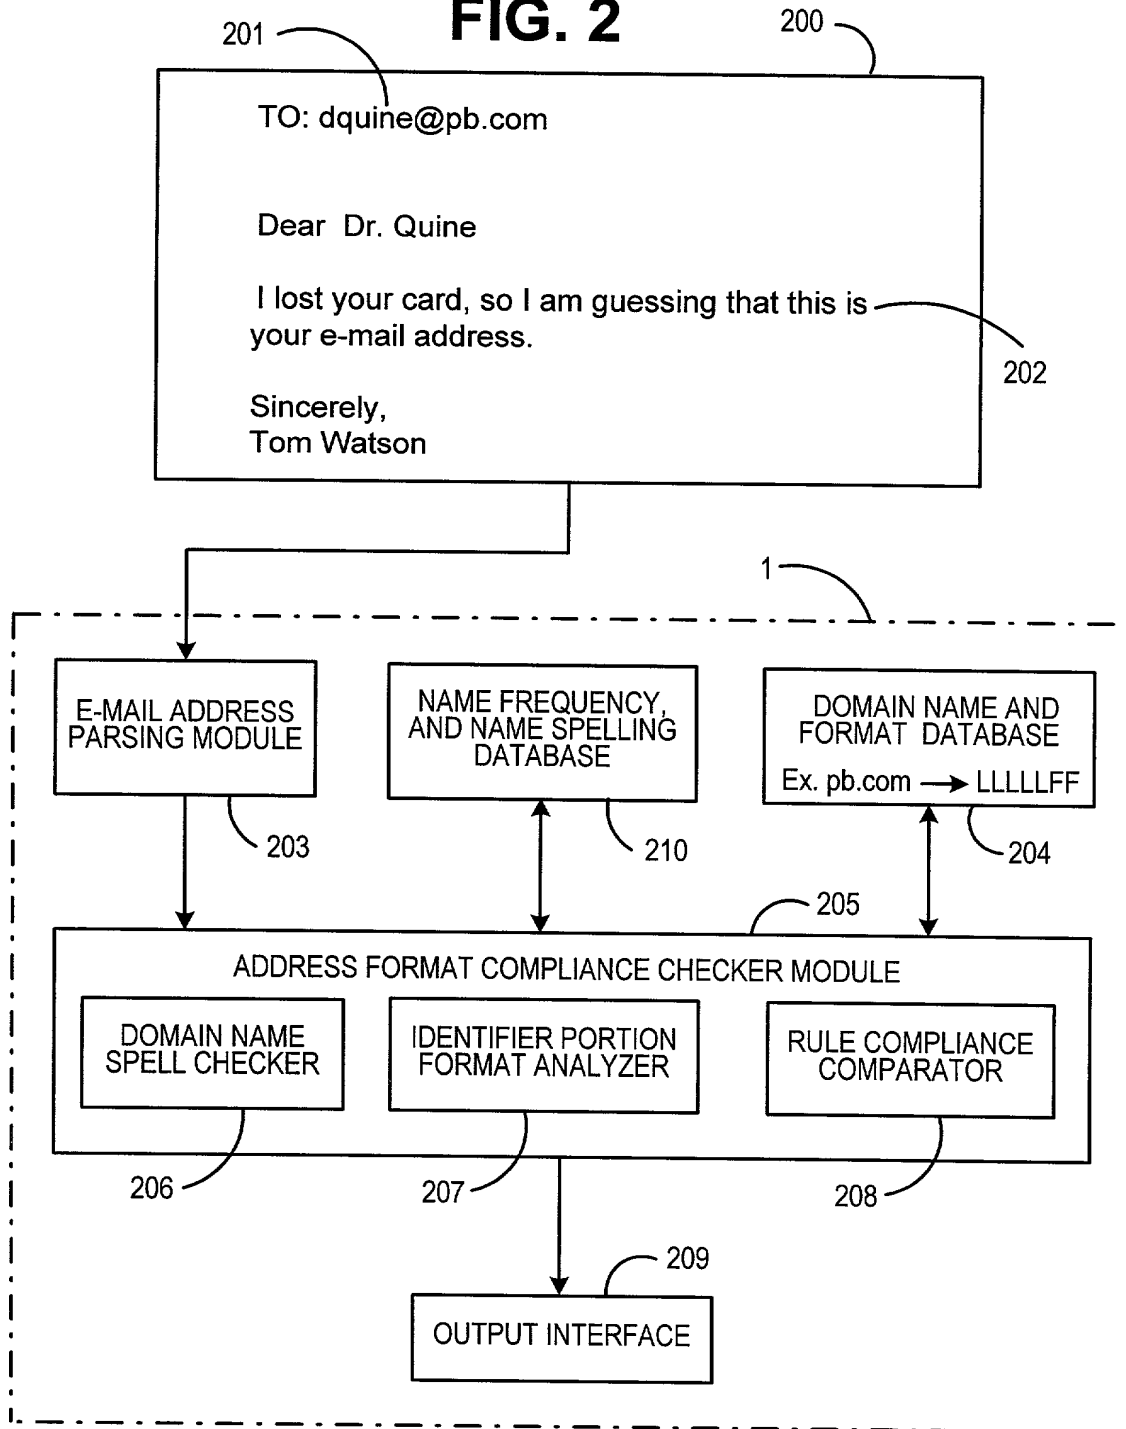 FIG. 2
201
200
TO: dquine@pb.com
Dear Dr. Quine
I lost your card, so I am guessing that this is
your e-mail address.
202
Sincerely,
Tom Watson
1
E-MAIL ADDRESS
PARSING MODULE
203
NAME FREQUENCY,
AND NAME SPELLING
DATABASE
210
DOMAIN NAME AND
FORMAT DATABASE
Ex. pb.com → LLLLLFF
204
205
ADDRESS FORMAT COMPLIANCE CHECKER MODULE
DOMAIN NAME
SPELL CHECKER
206
IDENTIFIER PORTION
FORMAT ANALYZER
207
RULE COMPLIANCE
COMPARATOR
208
209
OUTPUT INTERFACE